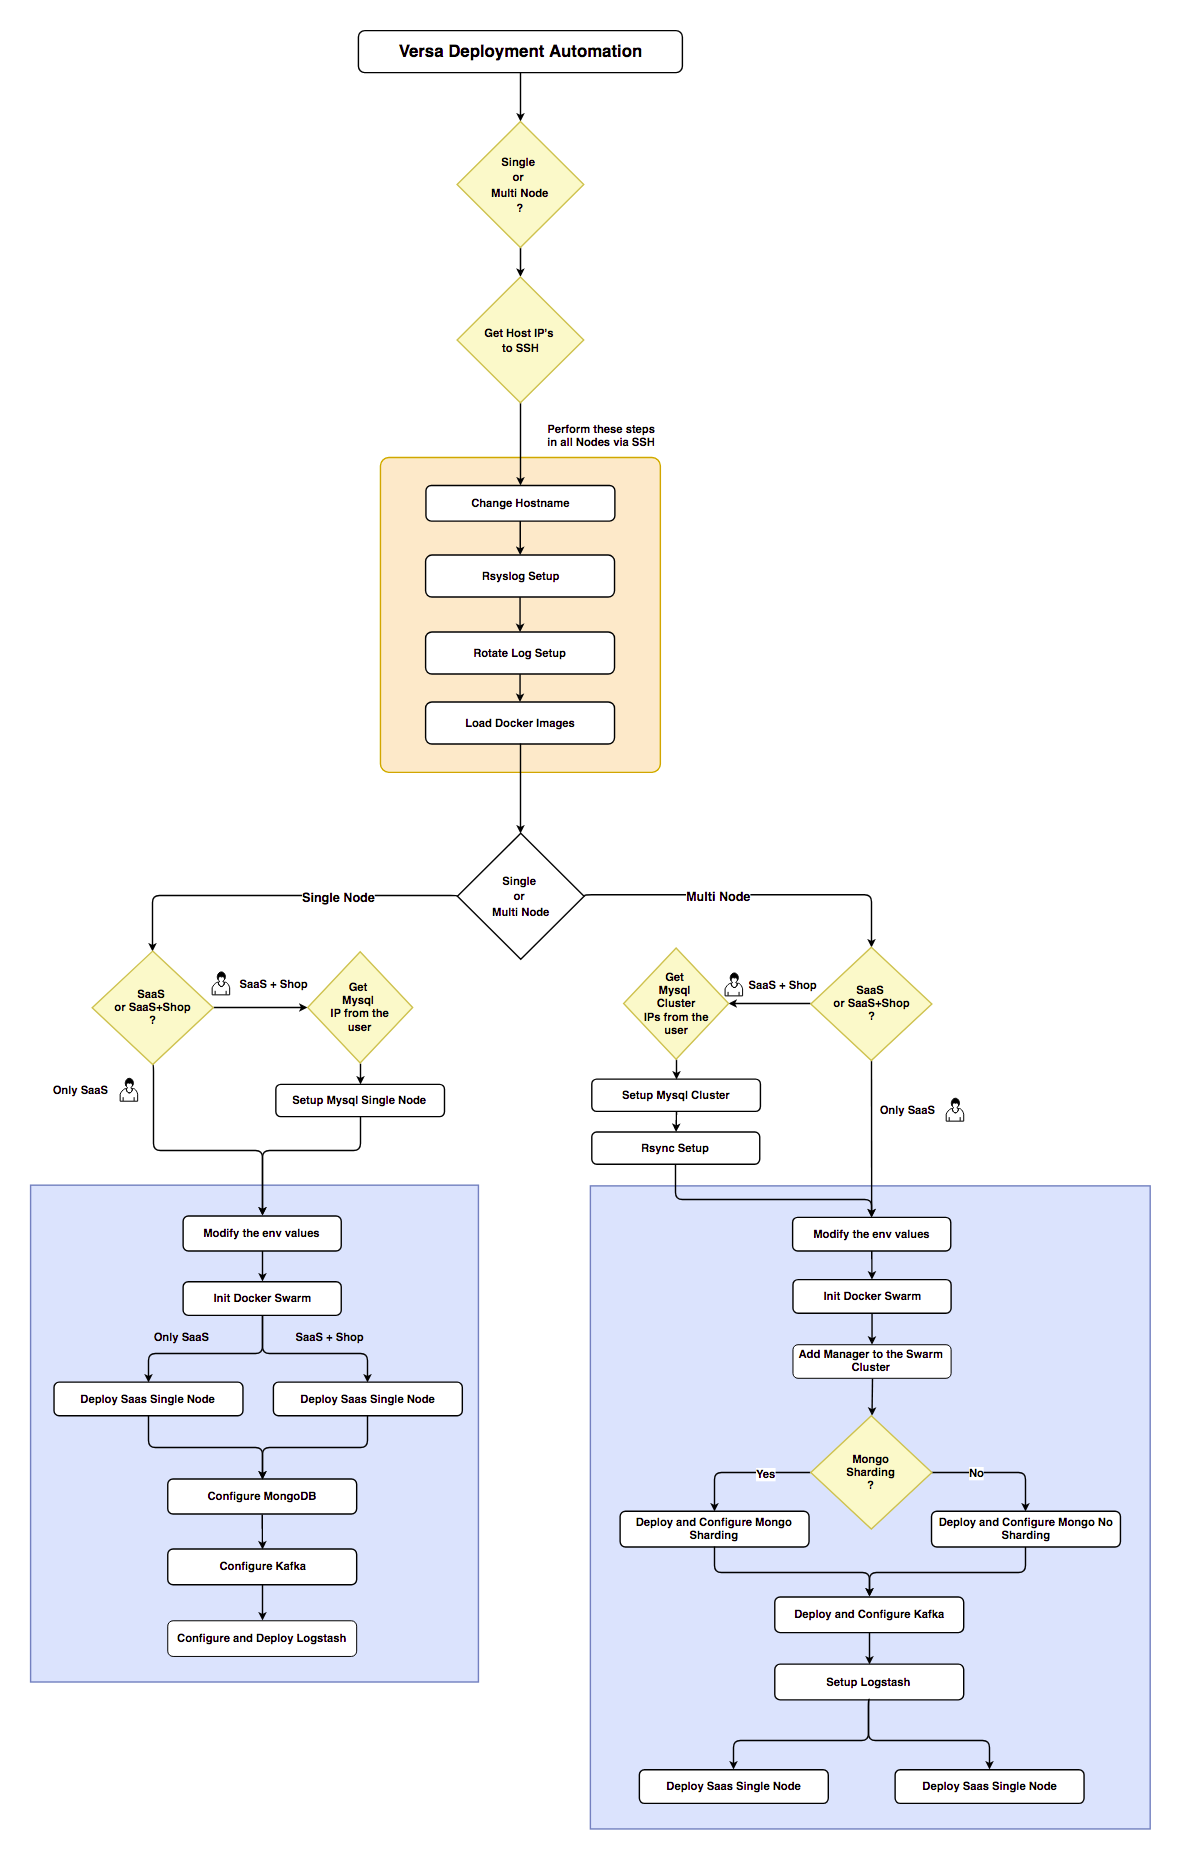 Versa Deployment Automation
Single
or
Multi Node
?
Get Host IP's
to SSH
Perform these steps
in all Nodes via SSH
Change Hostname
Rsyslog Setup
Rotate Log Setup
Load Docker Images
Single
or
Multi Node
Single Node
Multi Node
SaaS
or SaaS+Shop
?
SaaS + Shop
Get
Mysql
IP from the
user
Only SaaS
Setup Mysql Single Node
Get
Mysql
Cluster
IPs from the
user
SaaS + Shop
SaaS
or SaaS+Shop
?
Setup Mysql Cluster
Rsync Setup
Only SaaS
Modify the env values
Init Docker Swarm
Only SaaS
SaaS + Shop
Deploy Saas Single Node
Deploy Saas Single Node
Configure MongoDB
Configure Kafka
Configure and Deploy Logstash
Modify the env values
Init Docker Swarm
Add Manager to the Swarm
Cluster
Mongo
Sharding
?
Yes
No
Deploy and Configure Mongo
Sharding
Deploy and Configure Mongo No
Sharding
Deploy and Configure Kafka
Setup Logstash
Deploy Saas Single Node
Deploy Saas Single Node